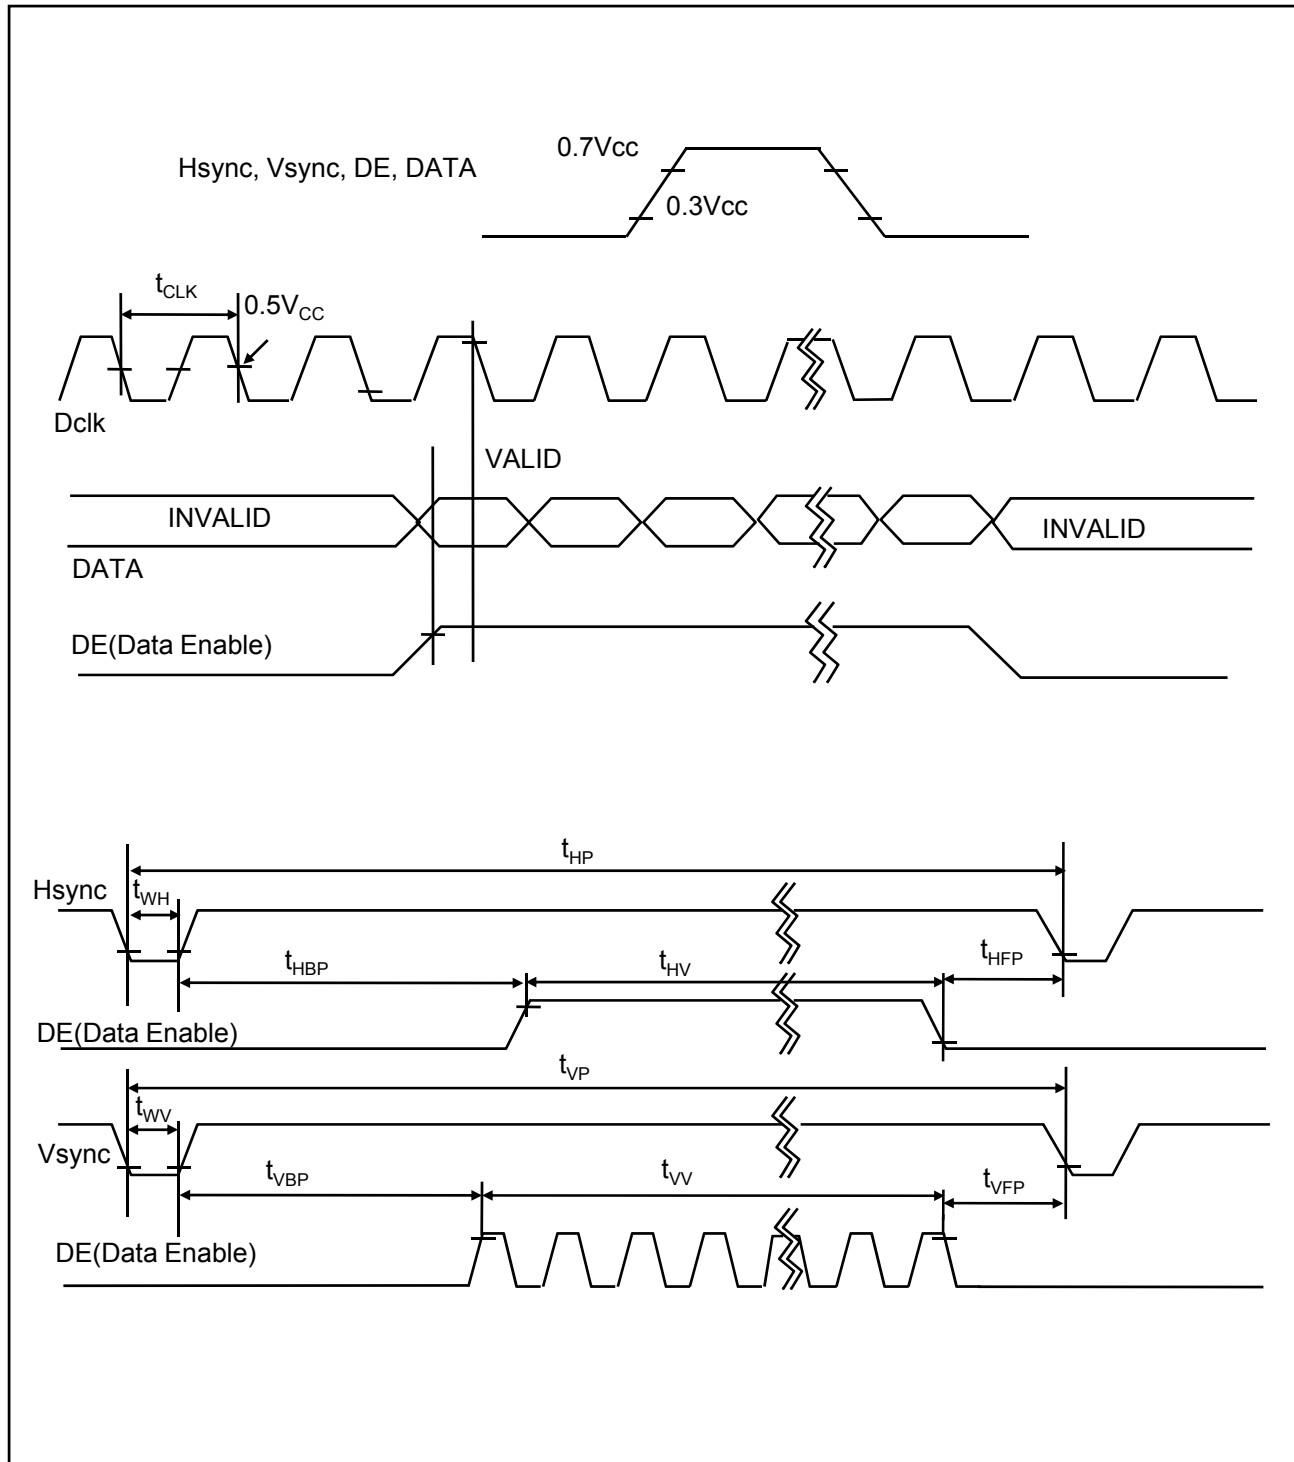 0.7Vcc
Hsync, Vsync, DE, DATA
0.3Vcc
tCLK
0.5VCC
Dclk
VALID
INVALID
INVALID
DATA
DE(Data Enable)
tHP
Hsync
tWH
tHBP
tHV
tHFP
DE(Data Enable)
tVP
tWV
Vsync
tVBP
tVV
tVFP
DE(Data Enable)